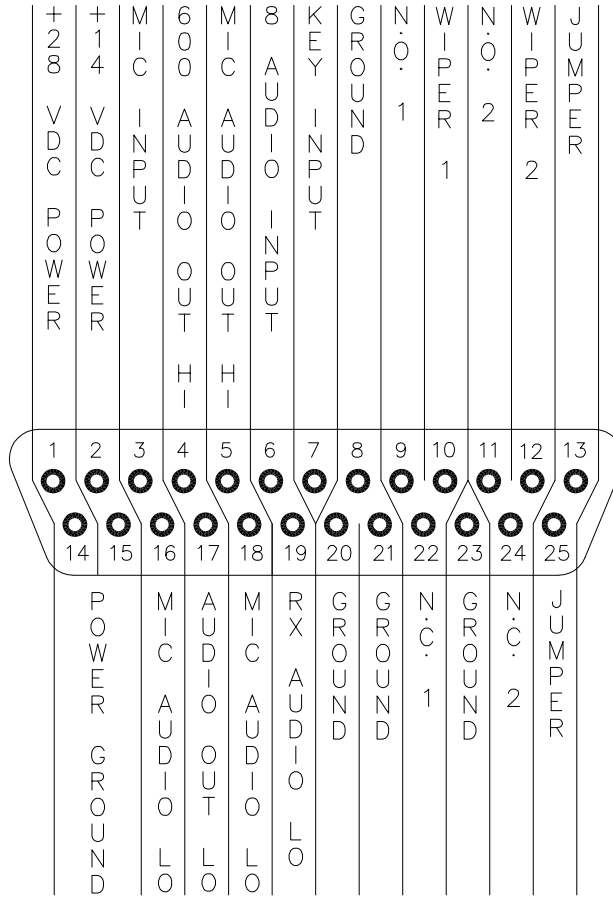 +28 VDC POWER
+14 VDC POWER
MIC INPUT
600 AUDIO OUT HI
MIC AUDIO OUT HI
8 AUDIO INPUT
KEY INPUT
GROUND
N.O. 1
WIPER 1
N.O. 2
WIPER 2
JUMPER
1 2 3 4 5 6 7 8 9 10 11 12 13
14 15 16 17 18 19 20 21 22 23 24 25
POWER GROUND
MIC AUDIO LO
AUDIO OUT LO
MIC AUDIO LO
RX AUDIO LO
GROUND
GROUND
N.C. 1
GROUND
N.C. 2
JUMPER